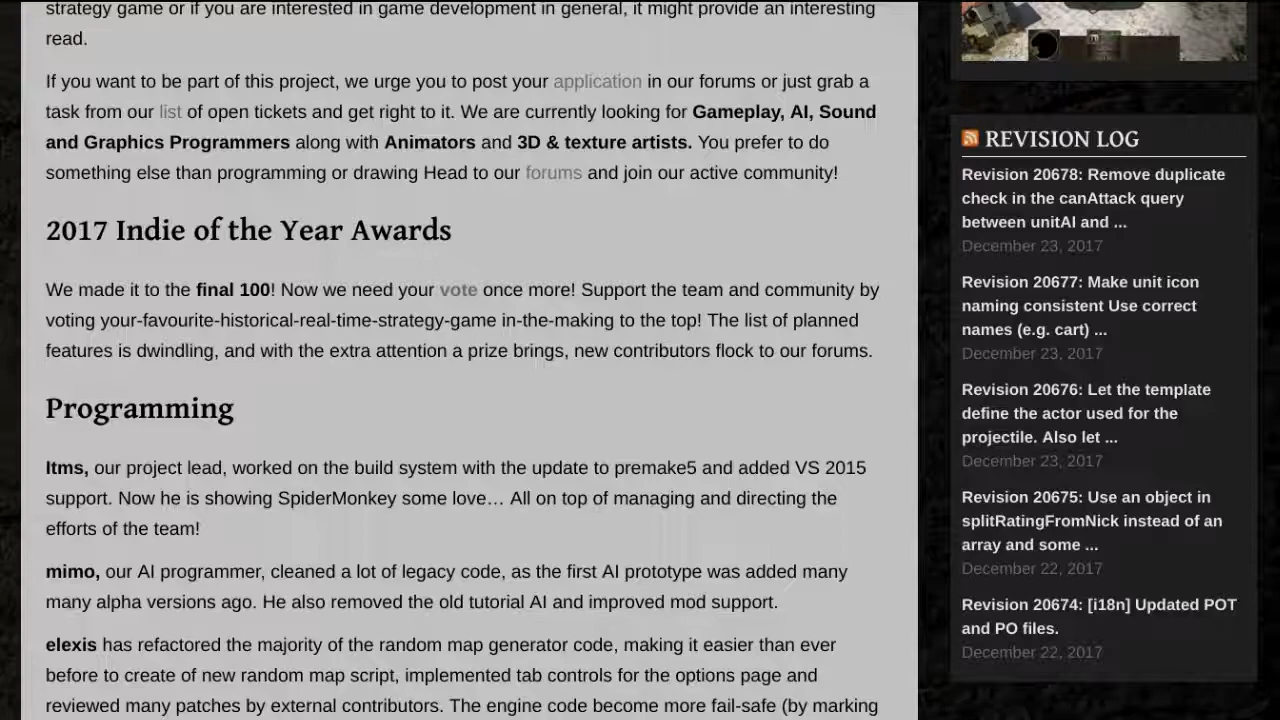 strategy game or if you are interested in game development in general, it might provide an interesting
read.
If you want to be part of this project, we urge you to post your application in our forums or just grab a
task from our list of open tickets and get right to it. We are currently looking for Gameplay, AI, Sound
and Graphics Programmers along with Animators and 3D & texture artists. You prefer to do
something else than programming or drawing Head to our forums and join our active community!
2017 Indie of the Year Awards
We made it to the final 100! Now we need your vote once more! Support the team and community by
voting your-favourite-historical-real-time-strategy-game in-the-making to the top! The list of planned
features is dwindling, and with the extra attention a prize brings, new contributors flock to our forums.
Programming
Itms, our project lead, worked on the build system with the update to premake5 and added VS 2015
support. Now he is showing SpiderMonkey some love… All on top of managing and directing the
efforts of the team!
mimo, our AI programmer, cleaned a lot of legacy code, as the first AI prototype was added many
many alpha versions ago. He also removed the old tutorial AI and improved mod support.
elexis has refactored the majority of the random map generator code, making it easier than ever
before to create of new random map script, implemented tab controls for the options page and
reviewed many patches by external contributors. The engine code become more fail-safe (by marking
REVISION LOG
Revision 20678: Remove duplicate
check in the canAttack query
between unitAI and ...
December 23, 2017
Revision 20677: Make unit icon
naming consistent Use correct
names (e.g. cart) ...
December 23, 2017
Revision 20676: Let the template
define the actor used for the
projectile. Also let ...
December 23, 2017
Revision 20675: Use an object in
splitRatingFromNick instead of an
array and some ...
December 22, 2017
Revision 20674: [i18n] Updated POT
and PO files.
December 22, 2017